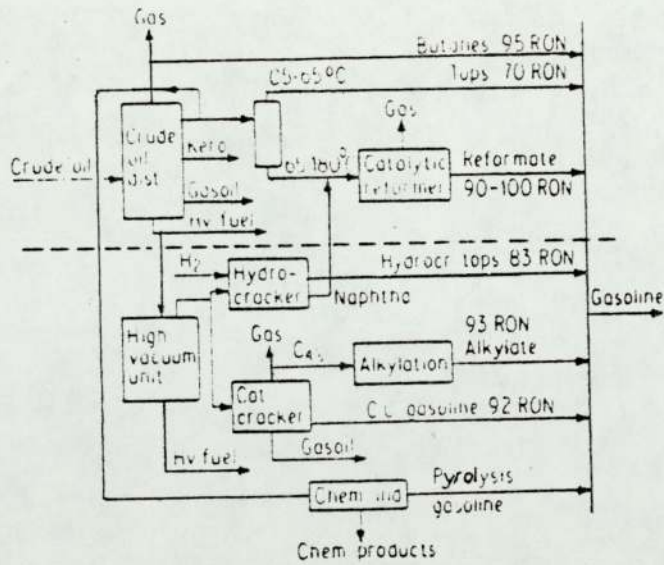 Gas
Butanes 95 RON
Tops 70 RON
C5-65°C
Gas
Crude oil
Crude
oil
dist.
Kero
Gasoil
Hv fuel
65-180°C
Catalytic
reformer
Reformate
90-100 RON
H2
Hydro-
cracker
Hydrocr tops 83 RON
Naphtha
Gasoline
High
vacuum
unit
Gas
C4's
Alkylation
93 RON
Alkylate
Cat
cracker
C.C. gasoline 92 RON
Gasoil
Hv fuel
Chem ind
Pyrolysis
gasoline
Chem products